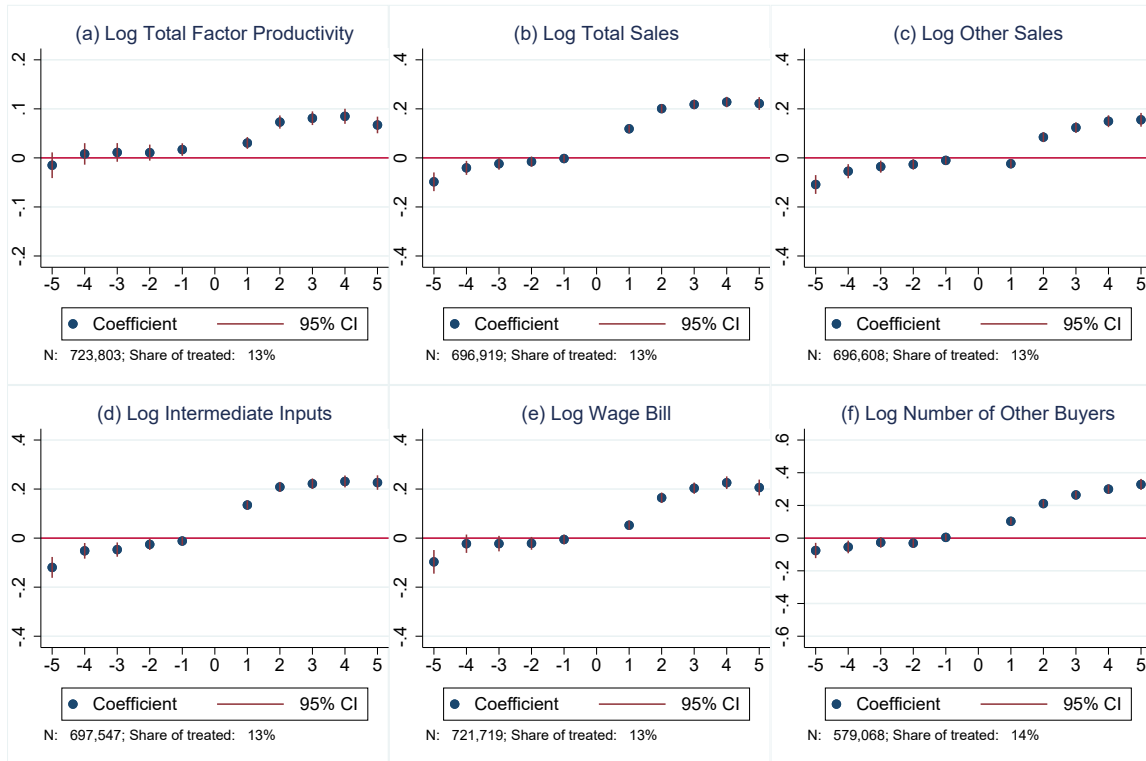 (a) Log Total Factor Productivity
.2
.1
0
-.1
-.2
-5 -4 -3 -2 -1 0 1 2 3 4 5
Coefficient 95% CI
N: 723,803; Share of treated: 13%
(b) Log Total Sales
.4
.2
0
-.2
-.4
-5 -4 -3 -2 -1 0 1 2 3 4 5
Coefficient 95% CI
N: 696,919; Share of treated: 13%
(c) Log Other Sales
.4
.2
0
-.2
-.4
-5 -4 -3 -2 -1 0 1 2 3 4 5
Coefficient 95% CI
N: 696,608; Share of treated: 13%
(d) Log Intermediate Inputs
.4
.2
0
-.2
-.4
-5 -4 -3 -2 -1 0 1 2 3 4 5
Coefficient 95% CI
N: 697,547; Share of treated: 13%
(e) Log Wage Bill
.4
.2
0
-.2
-.4
-5 -4 -3 -2 -1 0 1 2 3 4 5
Coefficient 95% CI
N: 721,719; Share of treated: 13%
(f) Log Number of Other Buyers
.6
.4
.2
0
-.2
-.4
-.6
-5 -4 -3 -2 -1 0 1 2 3 4 5
Coefficient 95% CI
N: 579,068; Share of treated: 14%